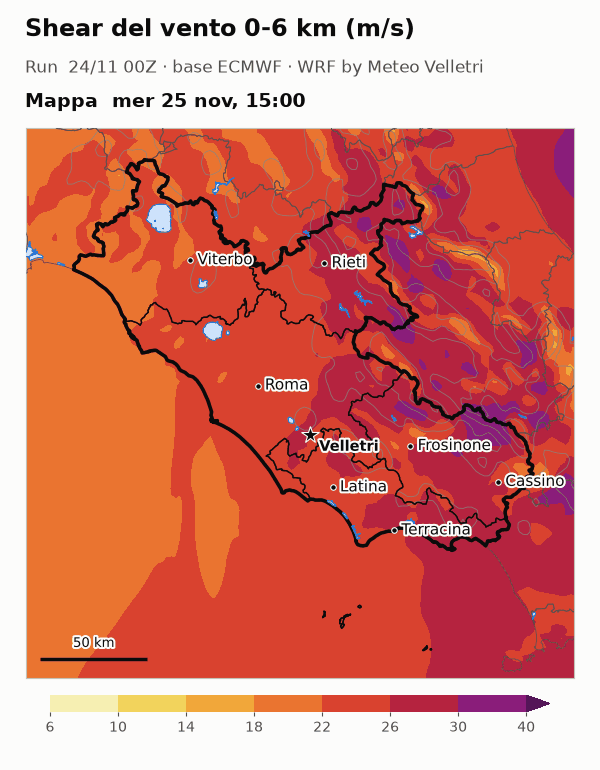 Shear del vento 0-6 km (m/s)
Run  24/11 00Z · base ECMWF · WRF by Meteo Velletri
Mappa  mer 25 nov, 15:00
Viterbo
Rieti
Roma
Velletri
Frosinone
Latina
Cassino
Terracina
50 km
6 10 14 18 22 26 30 40